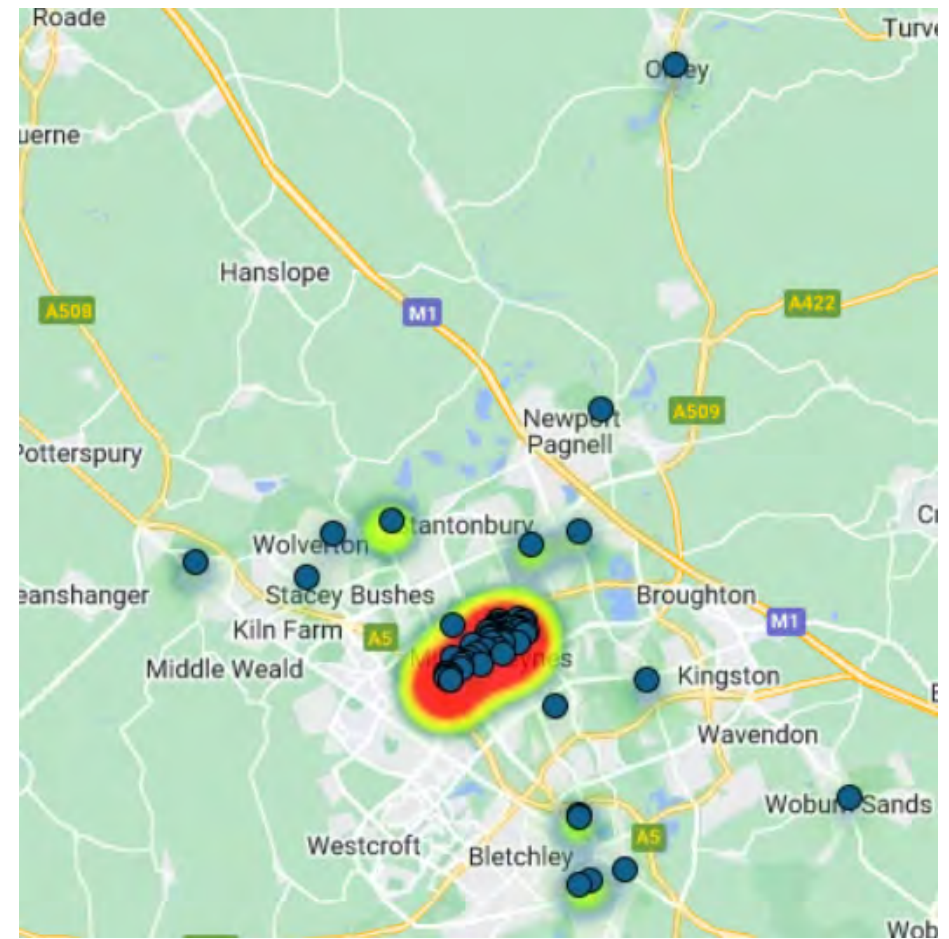 Roade
Turve
Olney
uerne
Hanslope
A508
M1
A422
Newport
Pagnell
A509
Potterspury
Stantonbury
Wolverton
eanshanger
Stacey Bushes
Broughton
Kiln Farm
A5
M1
Middle Weald
Kingston
Wavendon
Woburn Sands
Westcroft
A5
Bletchley
Wob